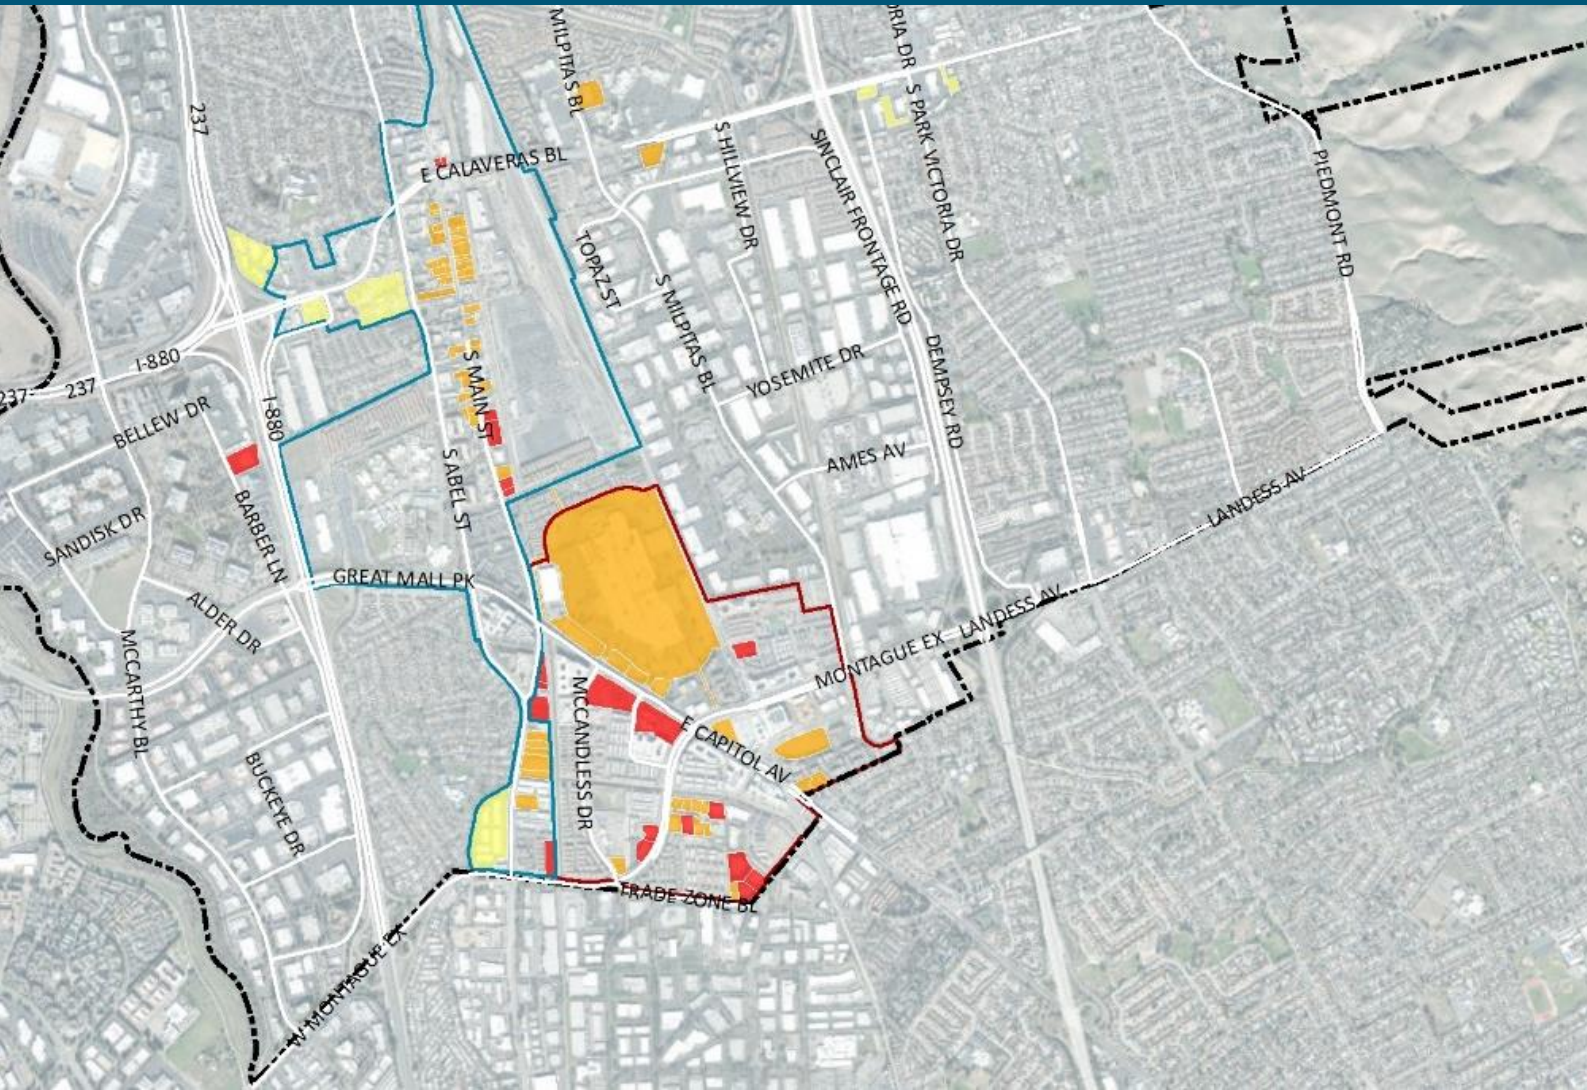 MILPITAS BL
ORIA DR
S PARK VICTORIA DR
237
E CALAVERAS BL
S HILLVIEW DR
SINCLAIR FRONTAGE RD
PIEDMONT RD
TOPAZ ST
S MILPITAS BL
I-880
237
237
BELLEW DR
I-880
S MAIN ST
YOSEMITE DR
DEMPSEY RD
AMES AV
S ABEL ST
LANDESS AV
SANDISK DR
BARBER LN
GREAT MALL PK
ALDER DR
LANDESS AV
MONTAGUE EX
MCCARTHY BL
MCCANDLESS DR
E CAPITOL AV
BUCKEYE DR
TRADE ZONE BL
W MONTAGUE EX